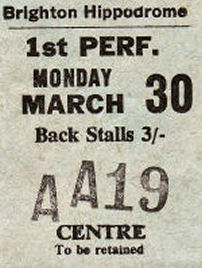 Brighton Hippodrome
1st PERF.
MONDAY
MARCH 30
Back Stalls 3/-
A A19
CENTRE
To be retained